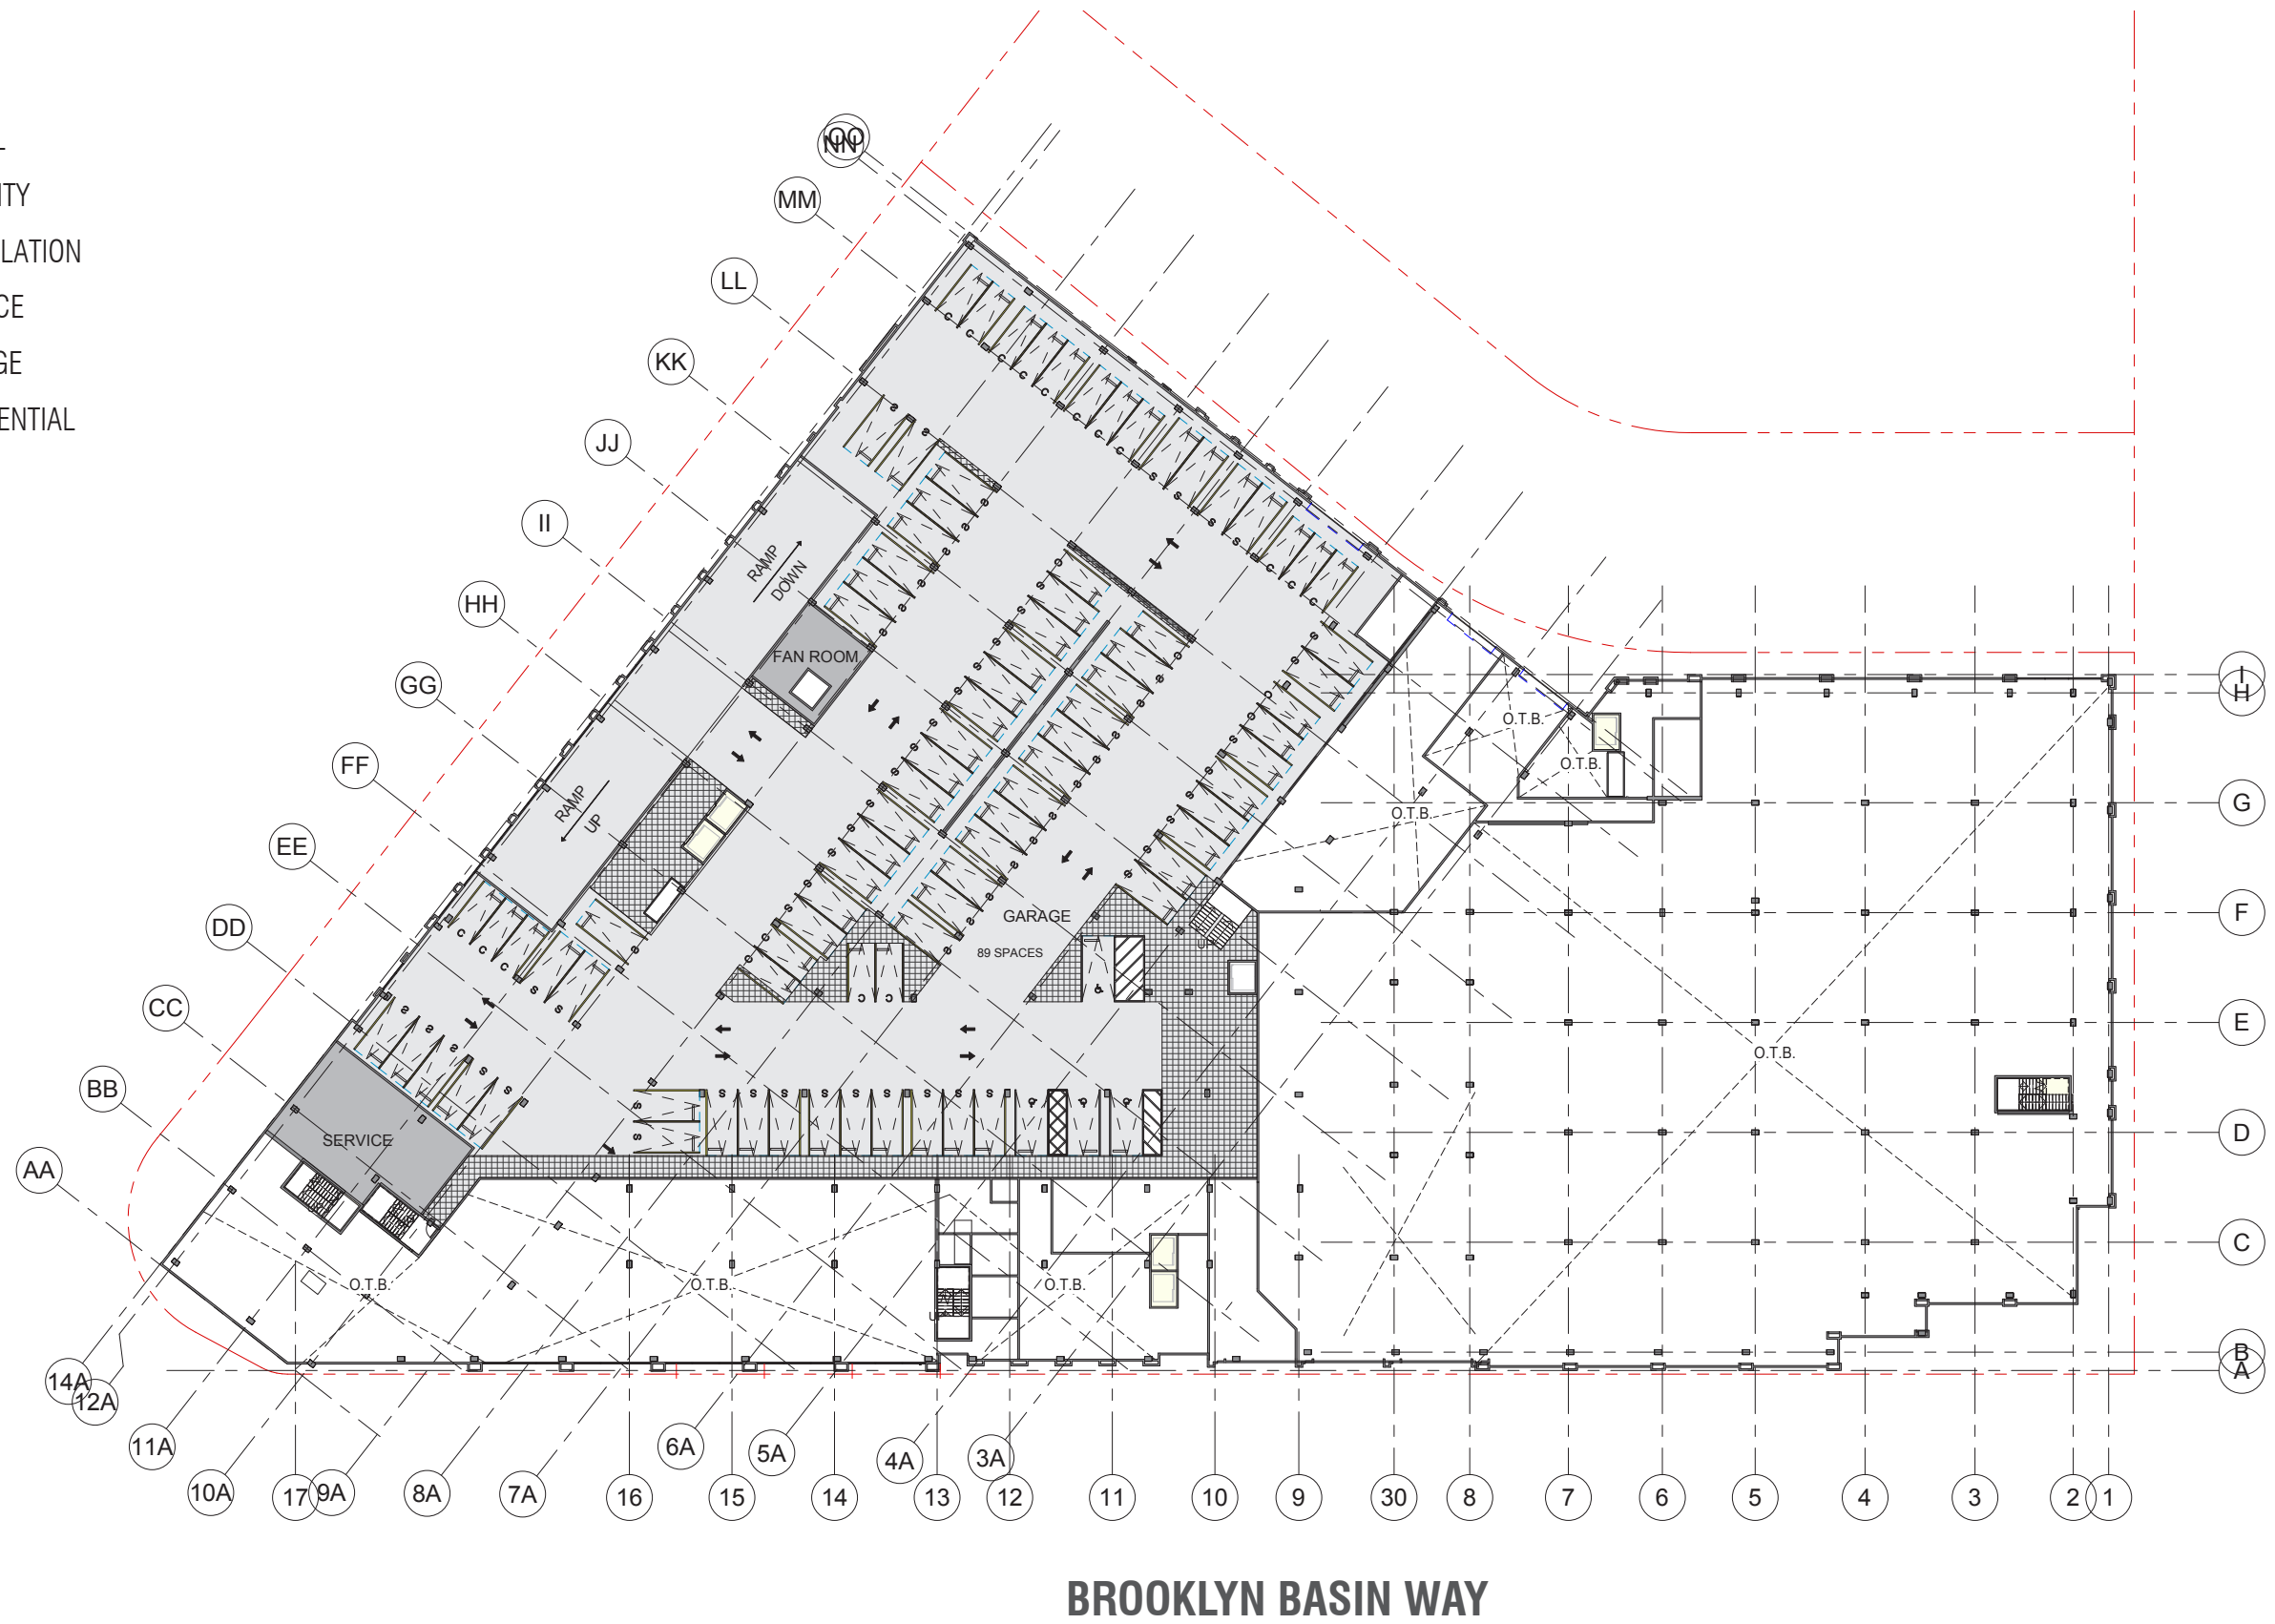 ITY
LATION
CE
GE
ENTIAL
OO
NN
MM
LL
KK
JJ
II
HH
GG
FF
EE
DD
CC
BB
AA
RAMP
DOWN
FAN ROOM
RAMP
UP
GARAGE
89 SPACES
SERVICE
O.T.B.
O.T.B.
O.T.B.
O.T.B.
O.T.B.
O.T.B.
O.T.B.
I
H
G
F
E
D
C
B
A
14A
12A
11A
10A
17
9A
8A
7A
16
6A
15
5A
14
4A
13
3A
12
11
10
9
30
8
7
6
5
4
3
2
1
BROOKLYN BASIN WAY